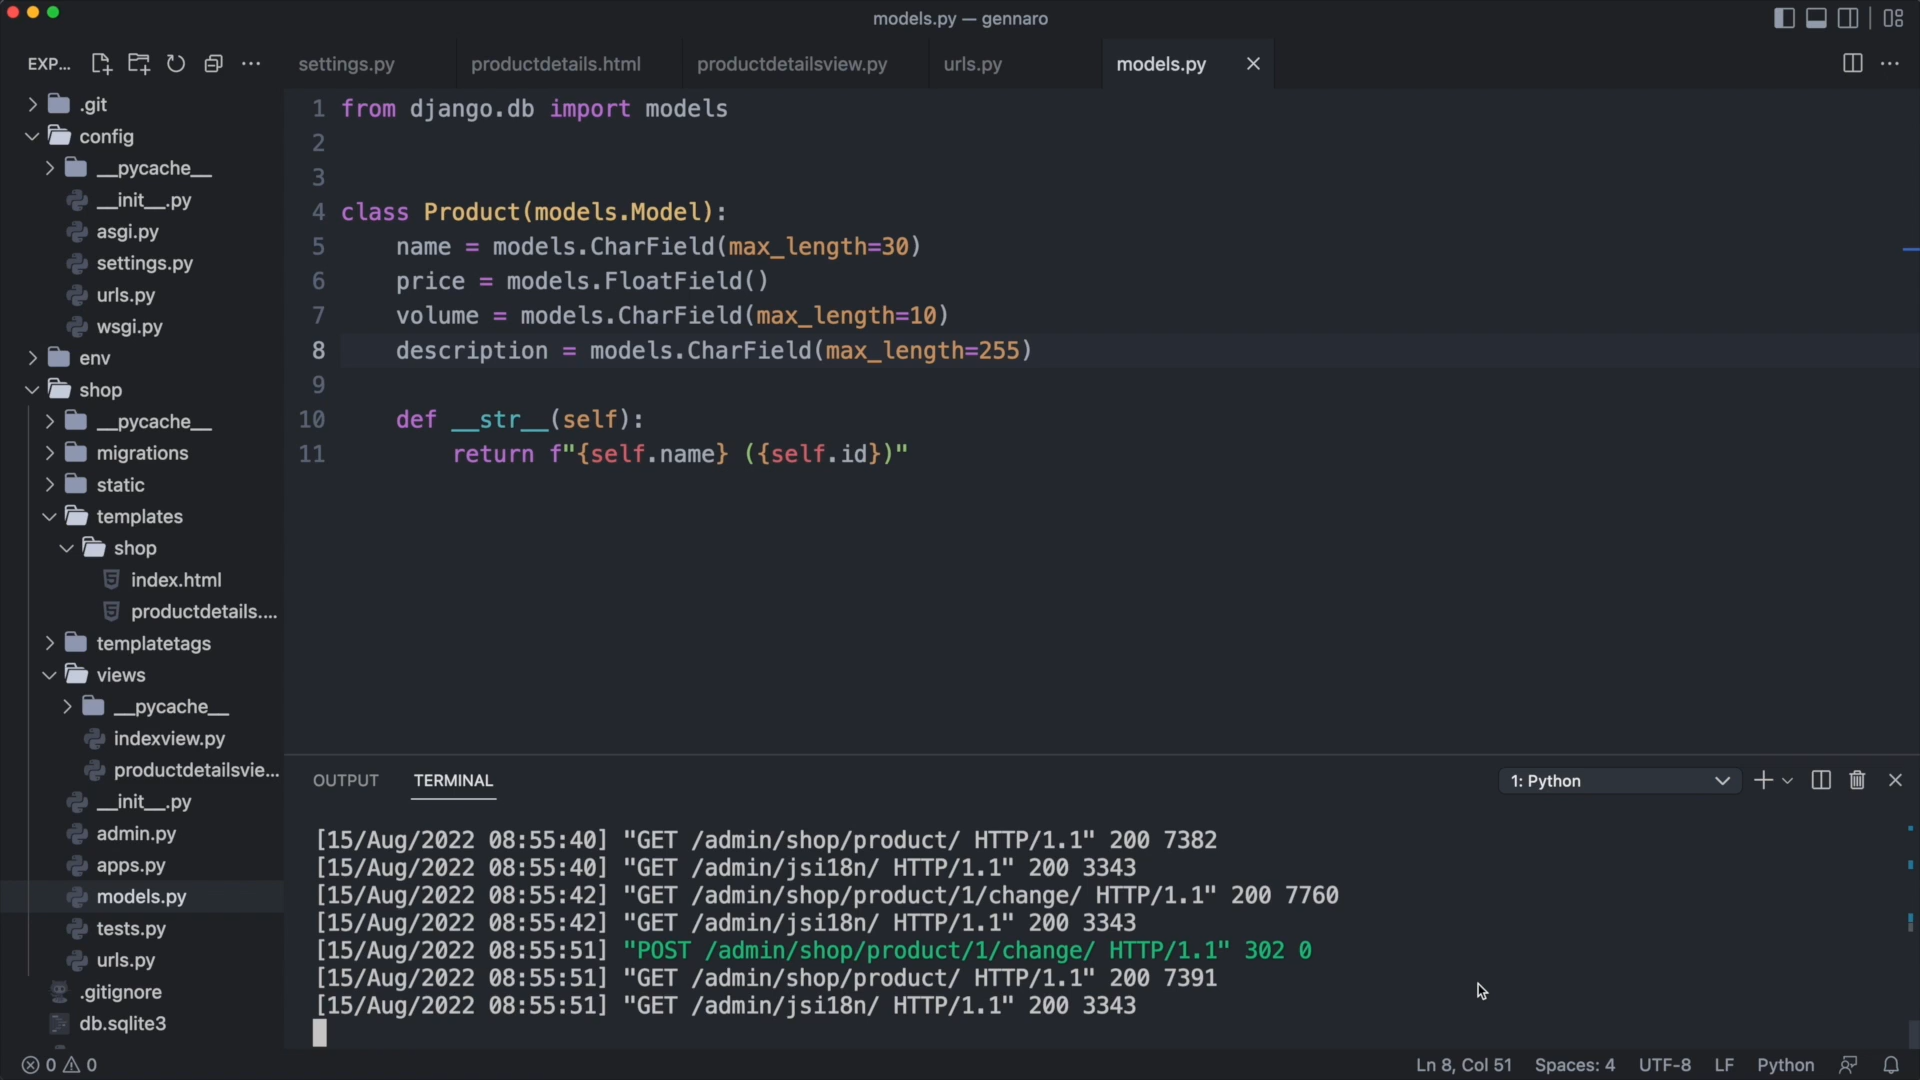 models.py — gennaro
EXP...
settings.py
productdetails.html
productdetailsview.py
urls.py
models.py
.git
config
__pycache__
__init__.py
asgi.py
settings.py
urls.py
wsgi.py
env
shop
__pycache__
migrations
static
templates
shop
index.html
productdetails....
templatetags
views
__pycache__
indexview.py
productdetailsvie...
__init__.py
admin.py
apps.py
models.py
tests.py
urls.py
.gitignore
db.sqlite3
1 from django.db import models
2
3
4 class Product(models.Model):
5     name = models.CharField(max_length=30)
6     price = models.FloatField()
7     volume = models.CharField(max_length=10)
8     description = models.CharField(max_length=255)
9
10     def __str__(self):
11         return f"{self.name} ({self.id})"
OUTPUT
TERMINAL
1: Python
[15/Aug/2022 08:55:40] "GET /admin/shop/product/ HTTP/1.1" 200 7382
[15/Aug/2022 08:55:40] "GET /admin/jsi18n/ HTTP/1.1" 200 3343
[15/Aug/2022 08:55:42] "GET /admin/shop/product/1/change/ HTTP/1.1" 200 7760
[15/Aug/2022 08:55:42] "GET /admin/jsi18n/ HTTP/1.1" 200 3343
[15/Aug/2022 08:55:51] "POST /admin/shop/product/1/change/ HTTP/1.1" 302 0
[15/Aug/2022 08:55:51] "GET /admin/shop/product/ HTTP/1.1" 200 7391
[15/Aug/2022 08:55:51] "GET /admin/jsi18n/ HTTP/1.1" 200 3343
0 0
Ln 8, Col 51
Spaces: 4
UTF-8
LF
Python